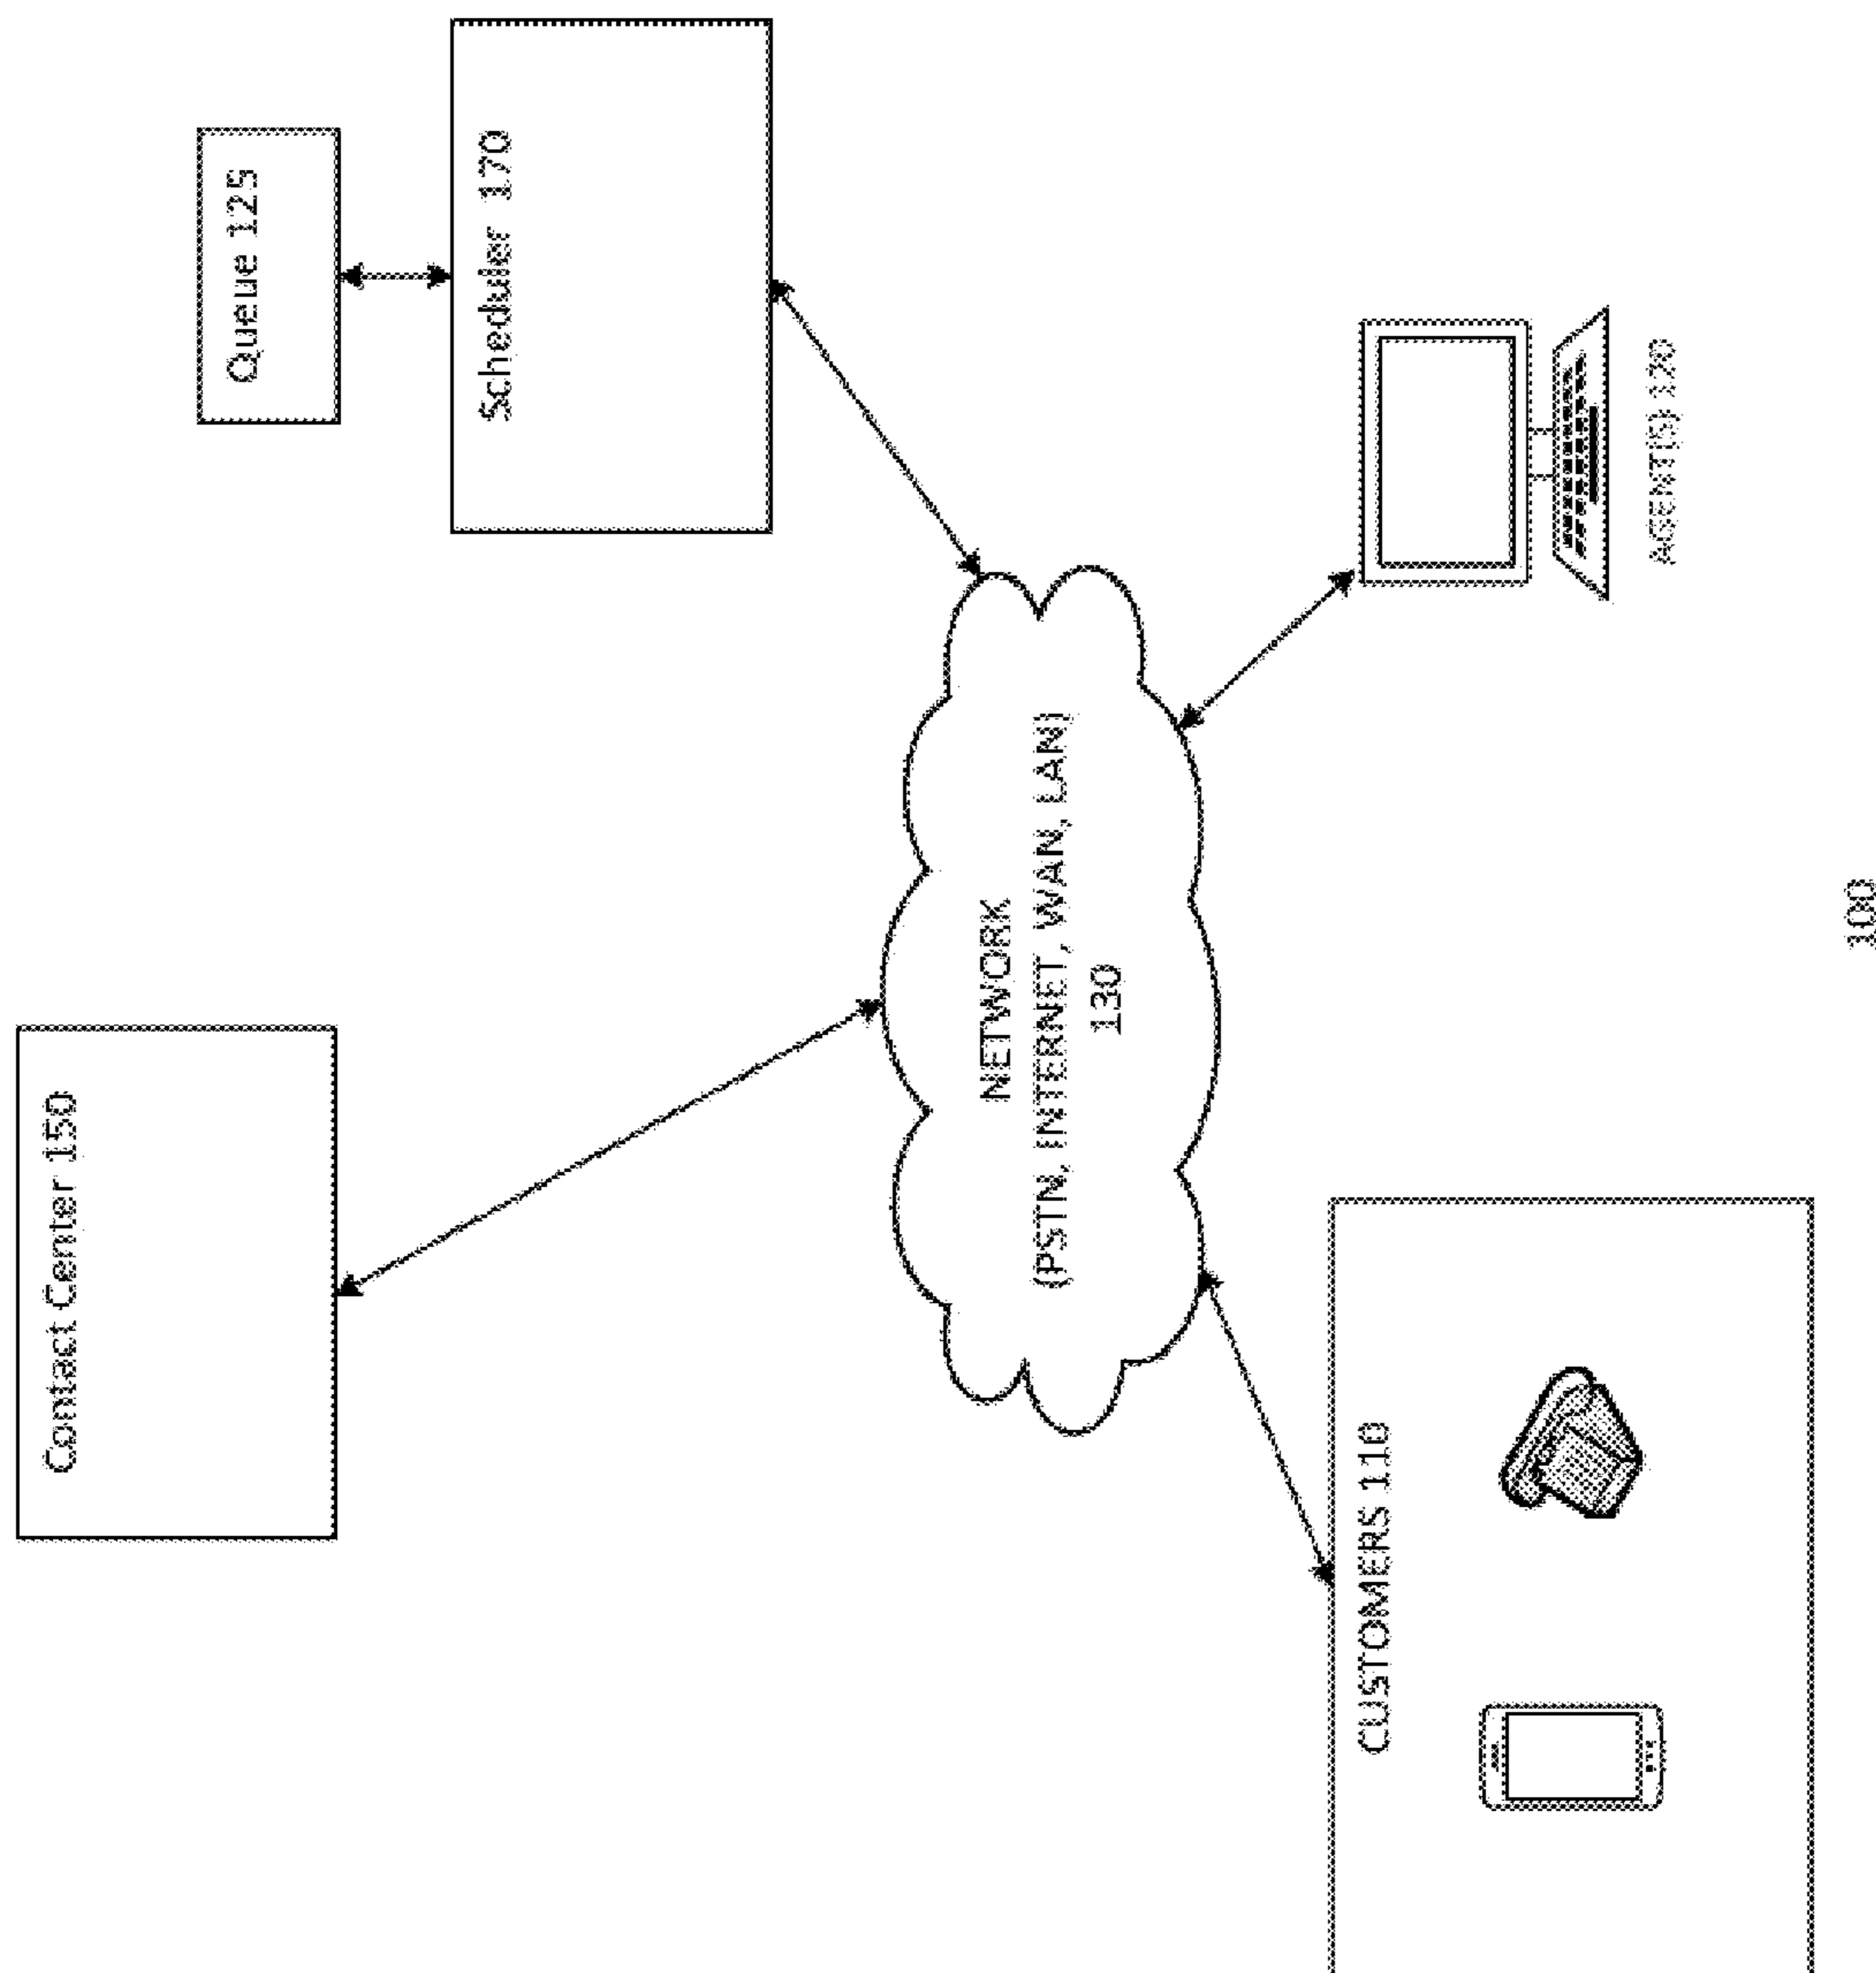 Contact Center 150
Queue 125
Scheduler 170
NETWORK
(PSTN, INTERNET, WAN, LAN)
130
CUSTOMERS 110
AGENT(S) 120
100